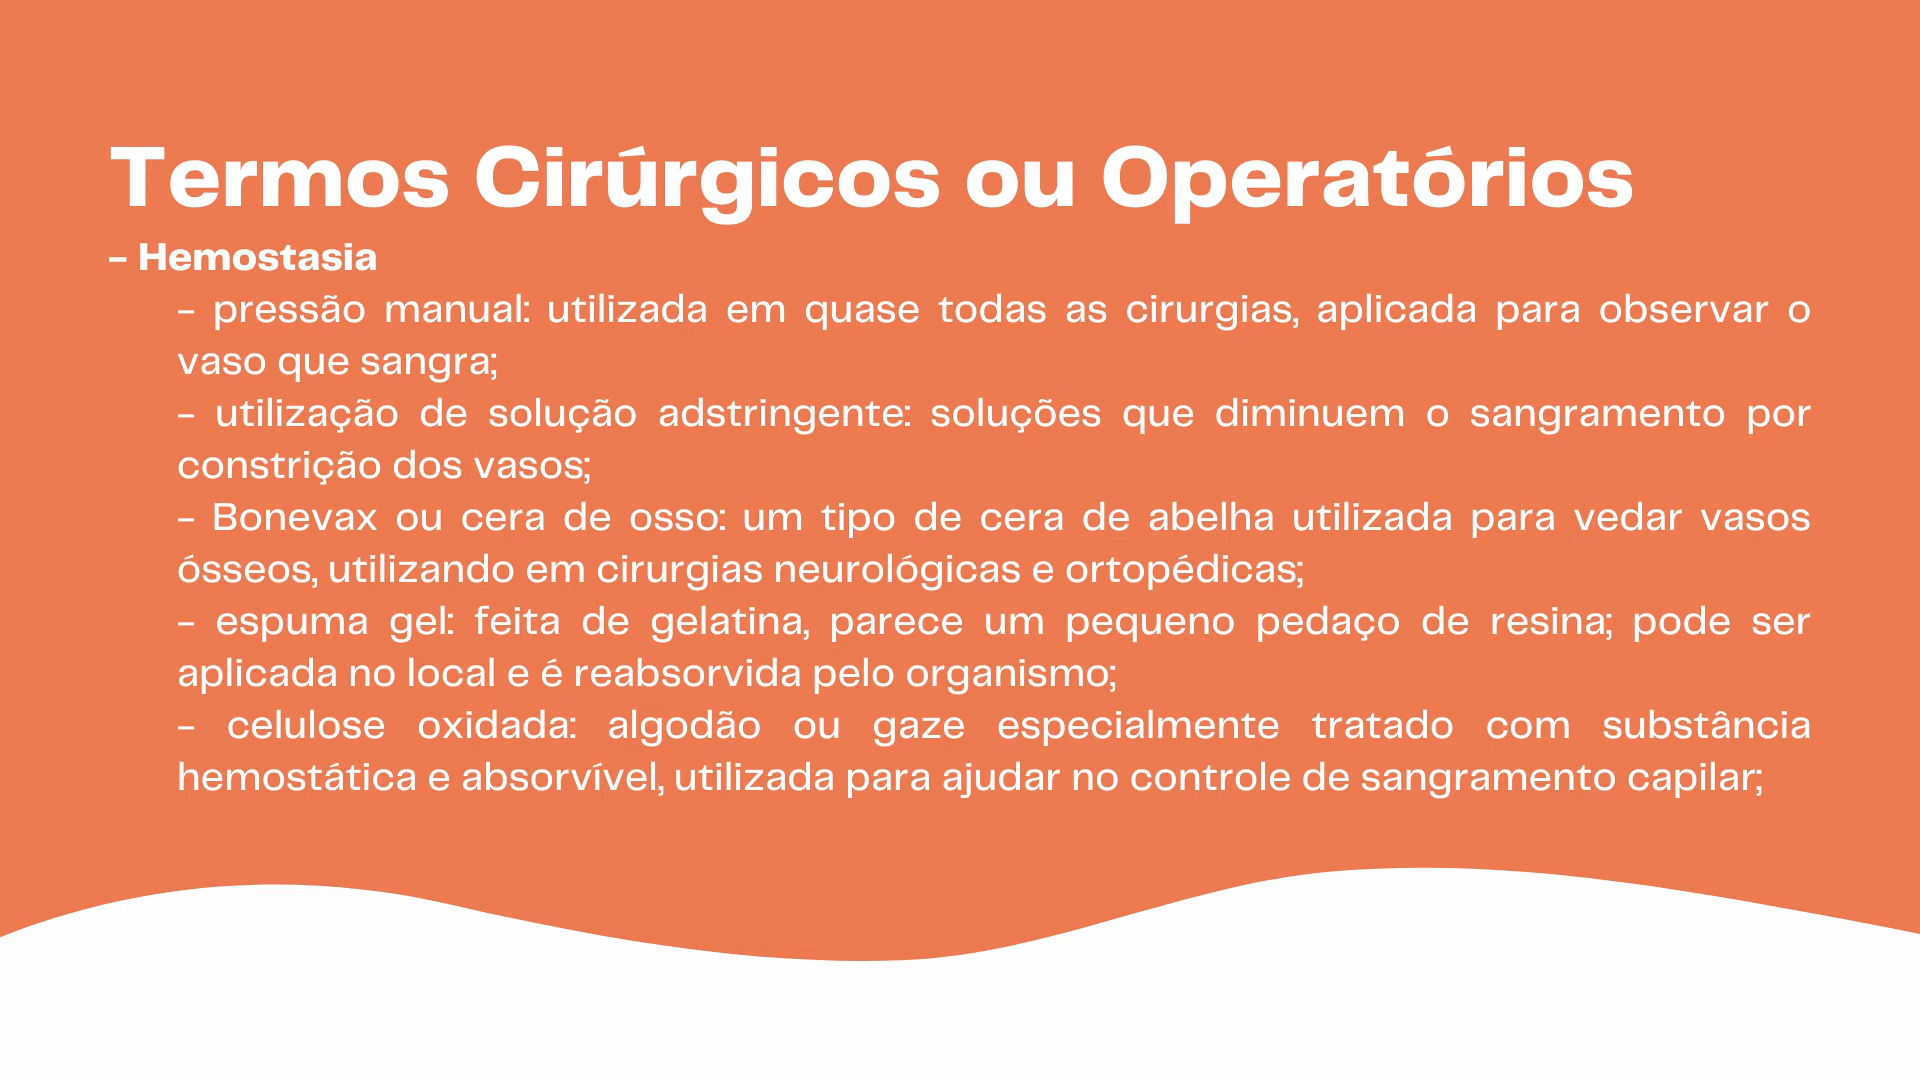 Termos Cirúrgicos ou Operatórios
- Hemostasia
- pressão manual: utilizada em quase todas as cirurgias, aplicada para observar o
vaso que sangra;
- utilização de solução adstringente: soluções que diminuem o sangramento por
constrição dos vasos;
- Bonevax ou cera de osso: um tipo de cera de abelha utilizada para vedar vasos
ósseos, utilizando em cirurgias neurológicas e ortopédicas;
- espuma gel: feita de gelatina, parece um pequeno pedaço de resina; pode ser
aplicada no local e é reabsorvida pelo organismo;
- celulose oxidada: algodão ou gaze especialmente tratado com substância
hemostática e absorvível, utilizada para ajudar no controle de sangramento capilar;